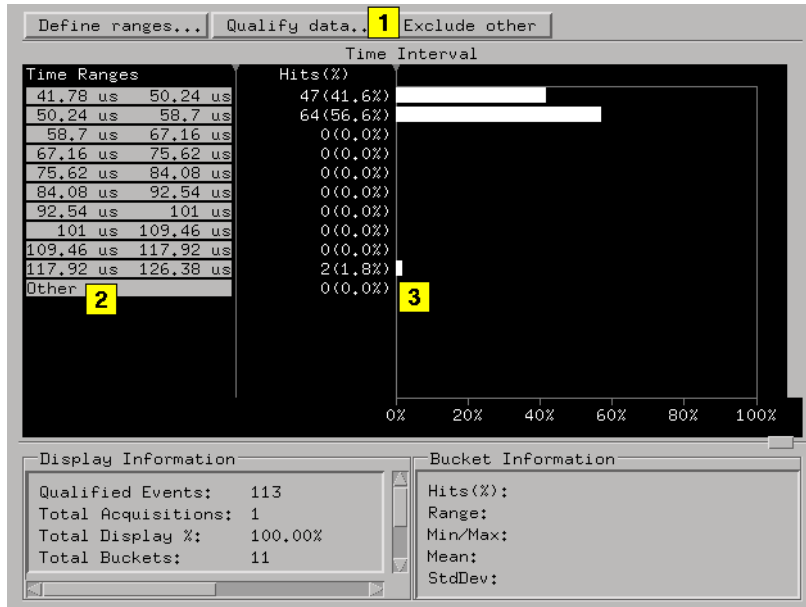 Define ranges... Qualify data.. 1 Exclude other
Time Interval
Time Ranges Hits(%)
41.78 us 50.24 us 47(41.6%)
50.24 us 58.7 us 64(56.6%)
58.7 us 67.16 us 0(0.0%)
67.16 us 75.62 us 0(0.0%)
75.62 us 84.08 us 0(0.0%)
84.08 us 92.54 us 0(0.0%)
92.54 us 101 us 0(0.0%)
101 us 109.46 us 0(0.0%)
109.46 us 117.92 us 0(0.0%)
117.92 us 126.38 us 2(1.8%)
Other 2 0(0.0%) 3
0% 20% 40% 60% 80% 100%
Display Information
Qualified Events: 113
Total Acquisitions: 1
Total Display %: 100.00%
Total Buckets: 11
Bucket Information
Hits(%):
Range:
Min/Max:
Mean:
StdDev: